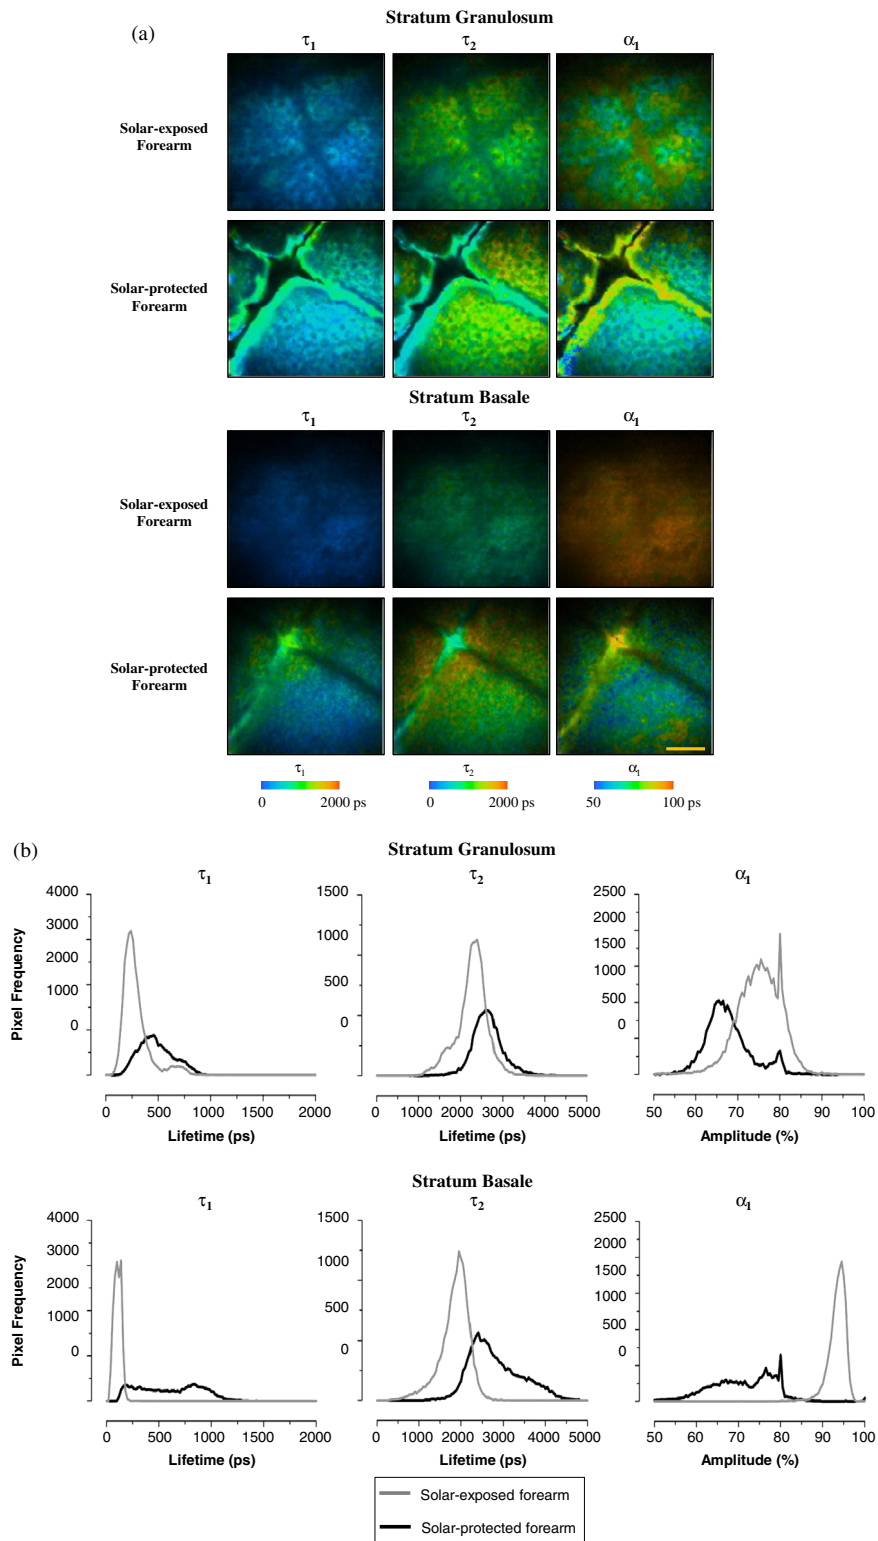 Stratum Granulosum
(a)
τ1 τ2 α1
Solar-exposed
Forearm
Solar-protected
Forearm
Stratum Basale
τ1 τ2 α1
Solar-exposed
Forearm
Solar-protected
Forearm
τ1 τ2 α1
0 2000 ps 0 2000 ps 50 100 ps
(b)
Stratum Granulosum
τ1 τ2 α1
Pixel Frequency
4000
3000
2000
1000
0
0 500 1000 1500 2000
Lifetime (ps)
1500
1000
500
0
0 1000 2000 3000 4000 5000
Lifetime (ps)
2500
2000
1500
1000
500
0
50 60 70 80 90 100
Amplitude (%)
Stratum Basale
τ1 τ2 α1
Pixel Frequency
4000
3000
2000
1000
0
0 500 1000 1500 2000
Lifetime (ps)
1500
1000
500
0
0 1000 2000 3000 4000 5000
Lifetime (ps)
2500
2000
1500
1000
500
0
50 60 70 80 90 100
Amplitude (%)
Solar-exposed forearm
Solar-protected forearm